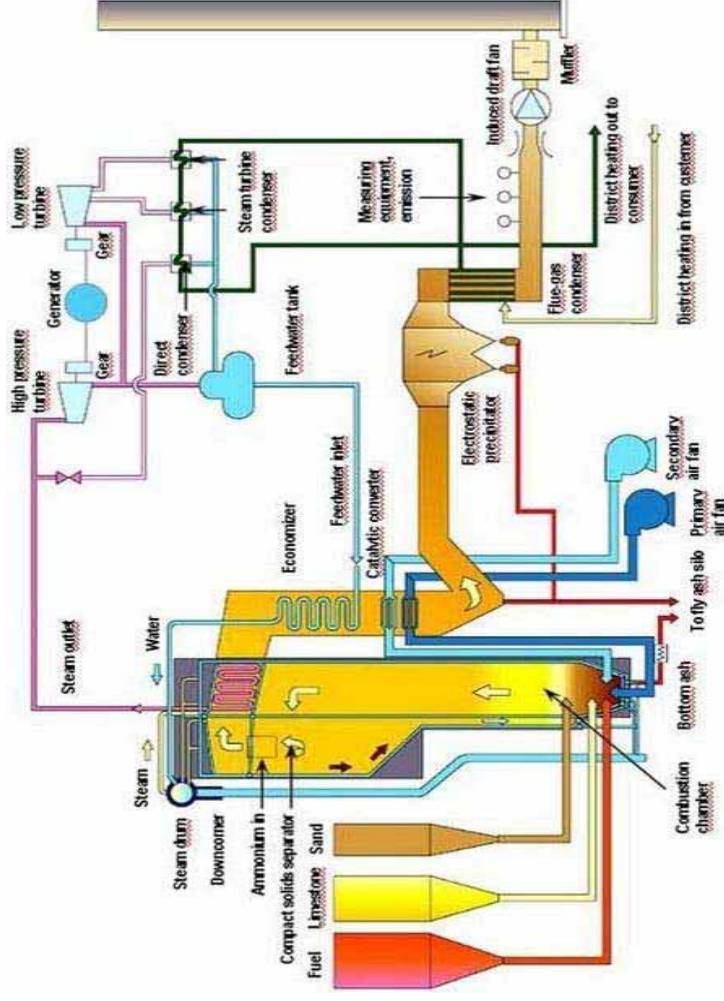 Steam outlet
High pressure
turbine
Gear
Generator
Gear
Low pressure
turbine
Steam
Water
Steam drum
Downcomer
Ammonium in
Compact solids separator
Fuel
Limestone
Sand
Economizer
Feedwater inlet
Catalytic converter
Direct
condenser
Feedwater tank
Steam turbine
condenser
Measuring
equipment,
emission
Induced draft fan
Muffler
Electrostatic
precipitator
Flue-gas
condenser
District heating out to
consumer
District heating in from custemer
Combustion
chamber
Bottom ash
To fly ash silo
Primary
air fan
Secondary
air fan